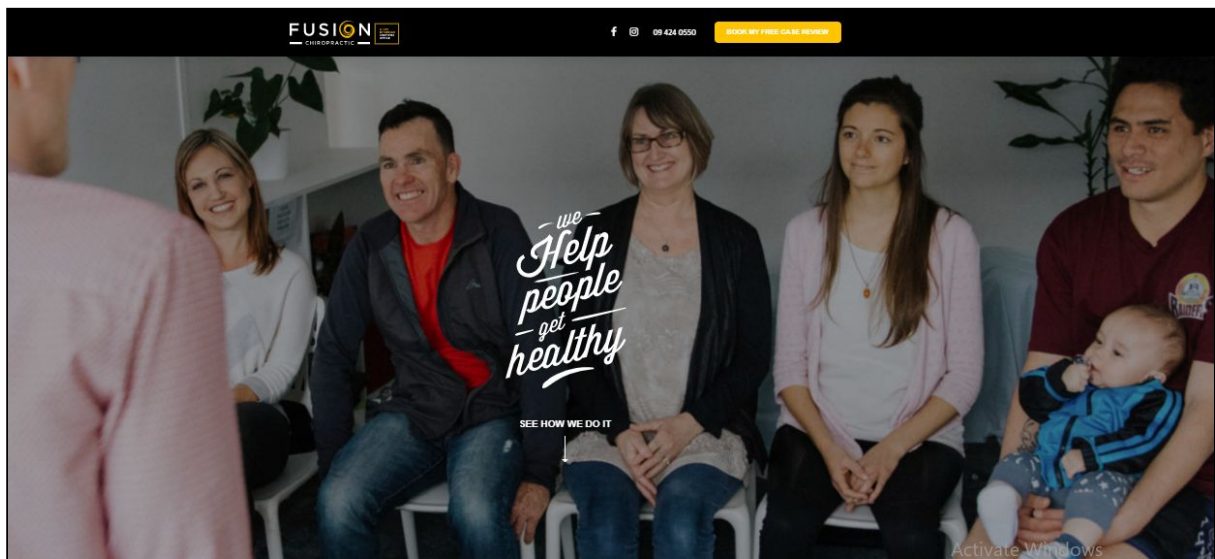 FUSION
CHIROPRACTIC
09 424 0550
BOOK MY FREE CASE REVIEW
we
Help
people
get
healthy
SEE HOW WE DO IT
Activate Windows